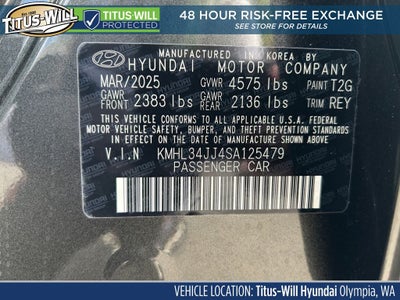 TITUS-WILL
TITUS-WILL
PROTECTED
48 HOUR RISK-FREE EXCHANGE
SEE STORE FOR DETAILS
MANUFACTURED IN KOREA BY
HYUNDAI MOTOR COMPANY
MAR/2025 GVWR 4575 lbs PAINT T2G
GAWR FRONT 2383 lbs GAWR REAR 2136 lbs TRIM REY
THIS VEHICLE CONFORMS TO ALL APPLICABLE U.S.A. FEDERAL
MOTOR VEHICLE SAFETY, BUMPER, AND THEFT PREVENTION STANDARDS
IN EFFECT ON THE DATE OF MANUFACTURE SHOWN ABOVE.
V.I.N KMHL34JJ4SA125479
PASSENGER CAR
VEHICLE LOCATION: Titus-Will Hyundai Olympia, WA